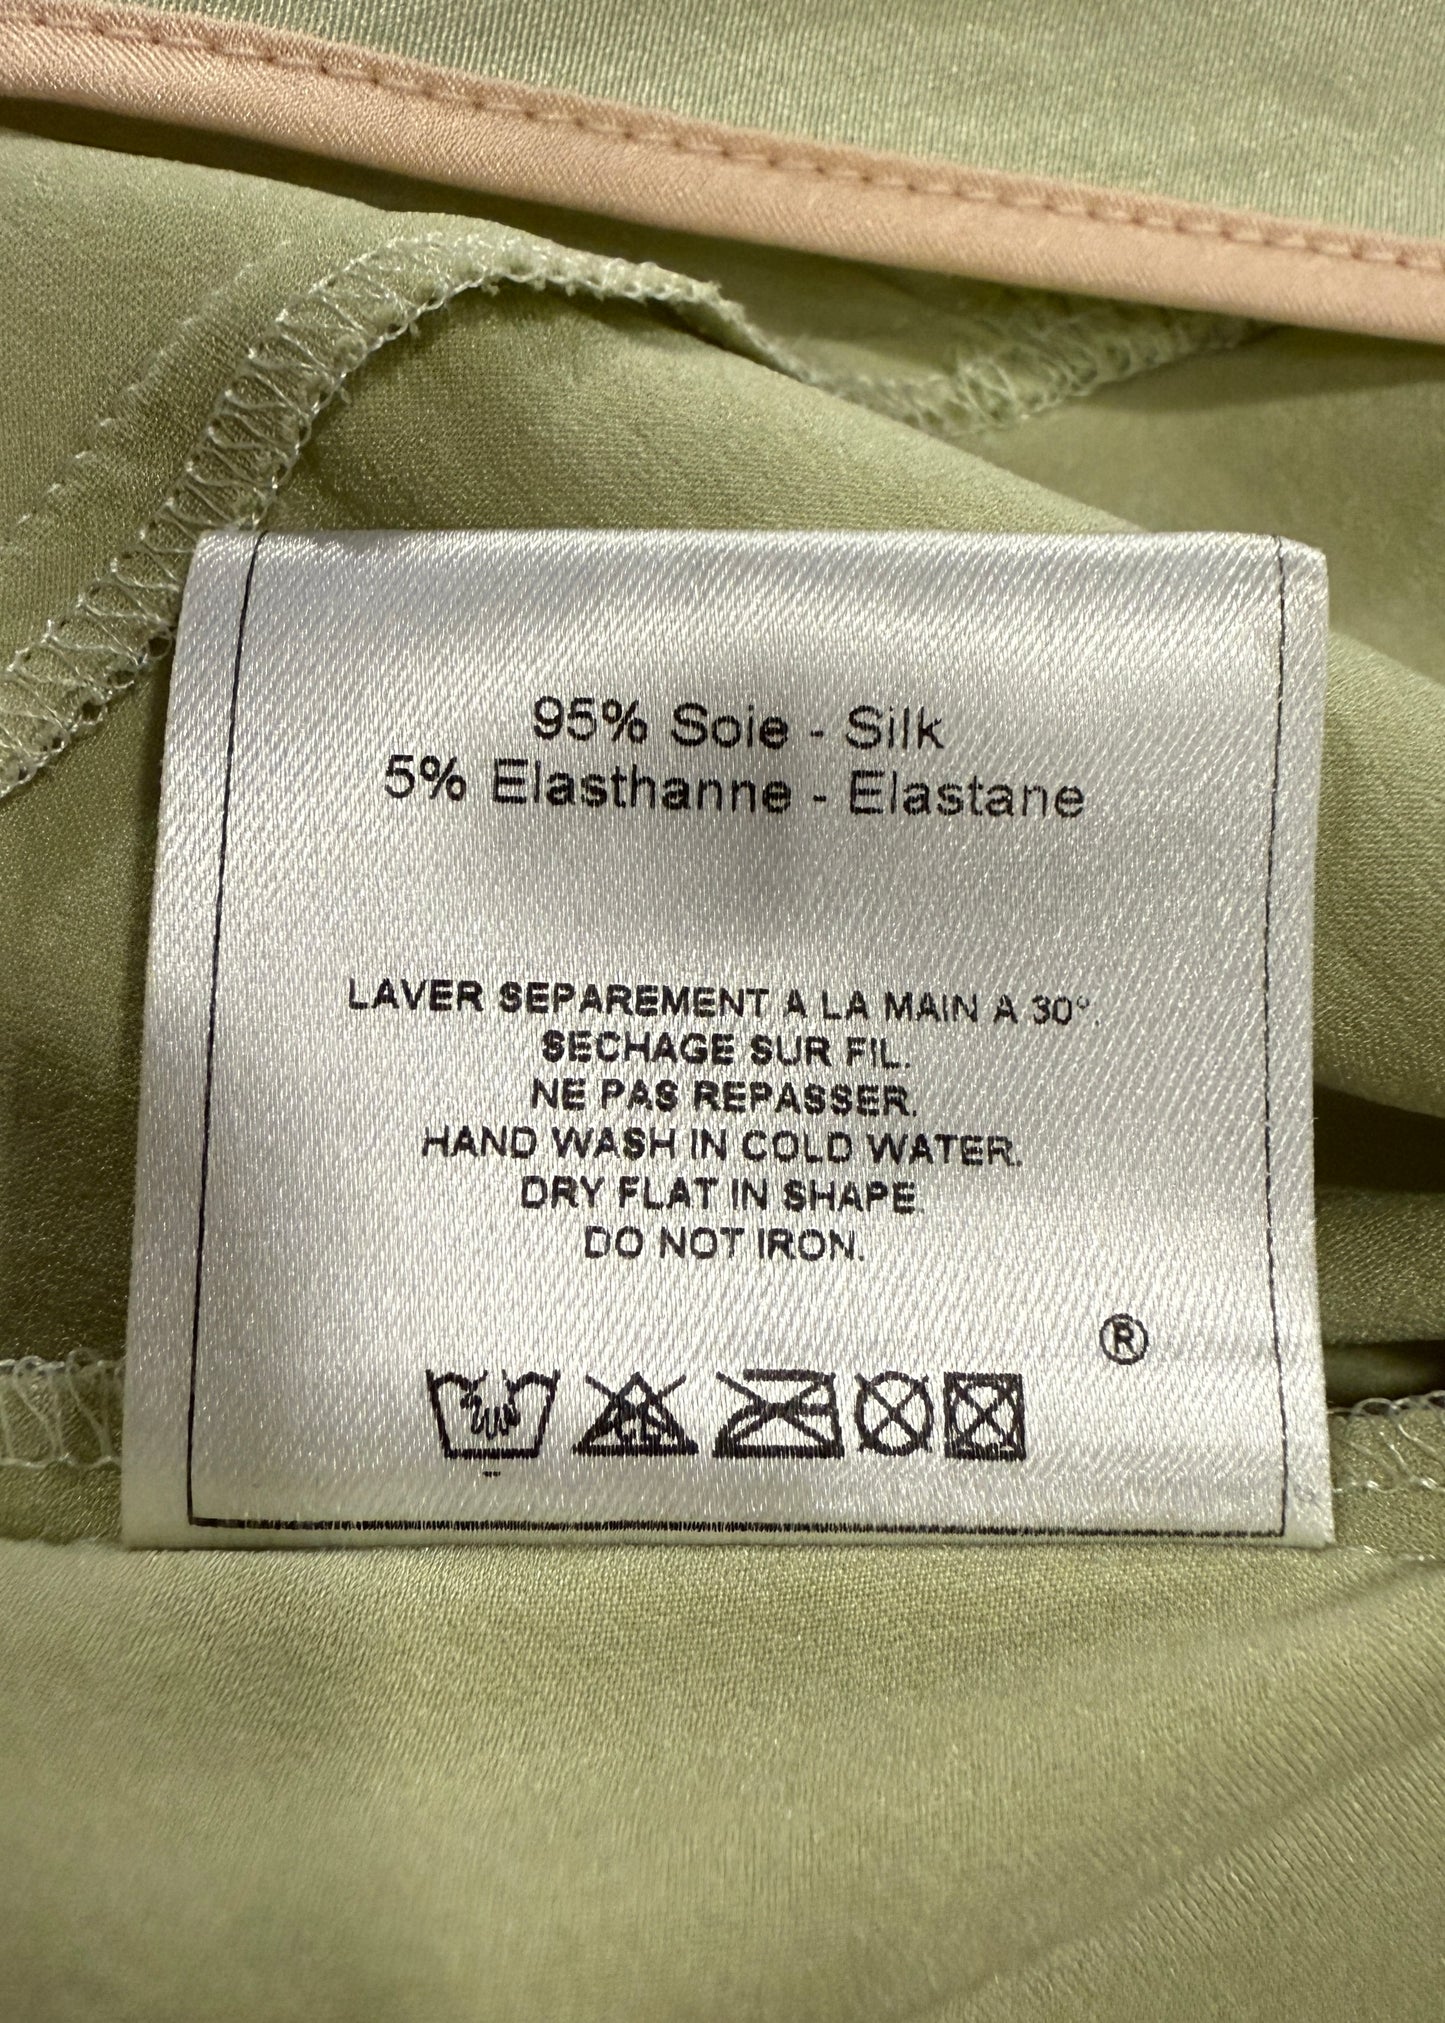 95% Soie - Silk
5% Elasthanne - Elastane
LAVER SEPAREMENT A LA MAIN A 30°.
SECHAGE SUR FIL.
NE PAS REPASSER.
HAND WASH IN COLD WATER.
DRY FLAT IN SHAPE.
DO NOT IRON.
®
CL